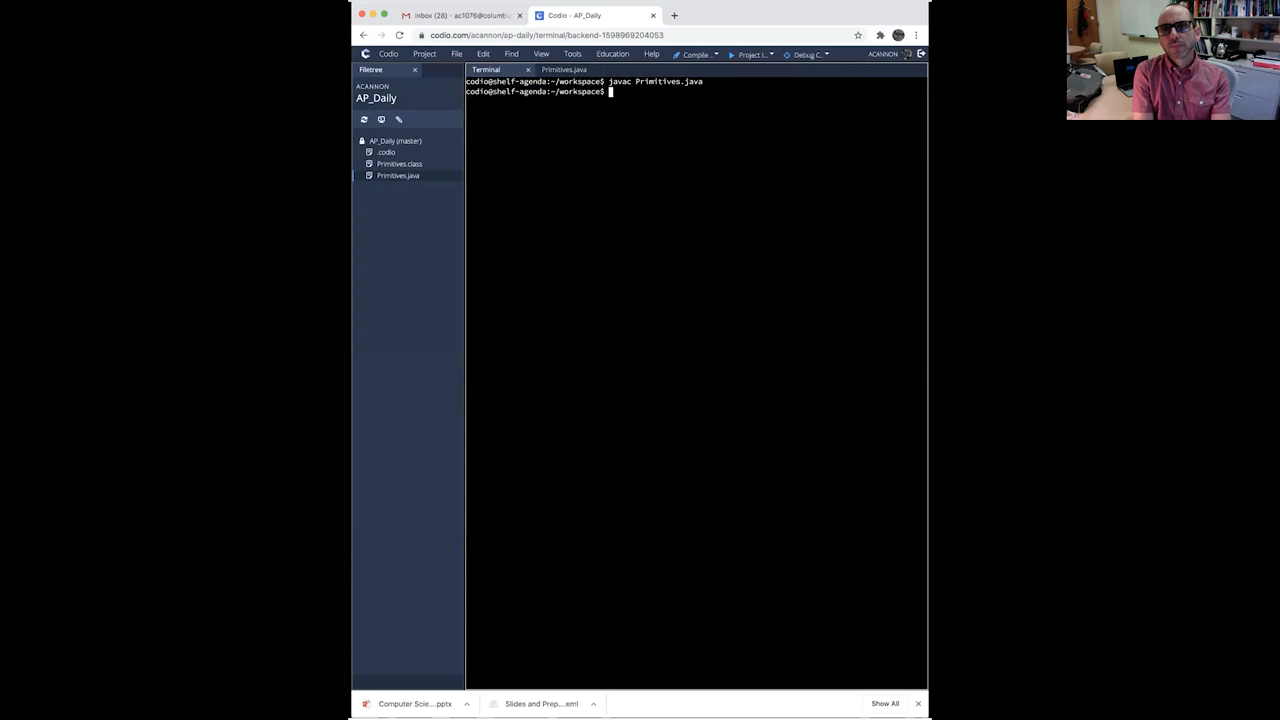 inbox (28) - ac1076@columb
Codio - AP_Daily
codio.com/acannon/ap-daily/terminal/backend-1598969204053
Codio Project File Edit Find View Tools Education Help Compile .. Project I... Debug C.. ACANNON
Filetree
Terminal
Primitives.java
codio@shelf-agenda:~/workspace$ javac Primitives.java
codio@shelf-agenda:~/workspace$
ACANNON
AP_Daily
AP_Daily (master)
.codio
Primitives.class
Primitives.java
Computer Scie....pptx
Slides and Prep....eml
Show All